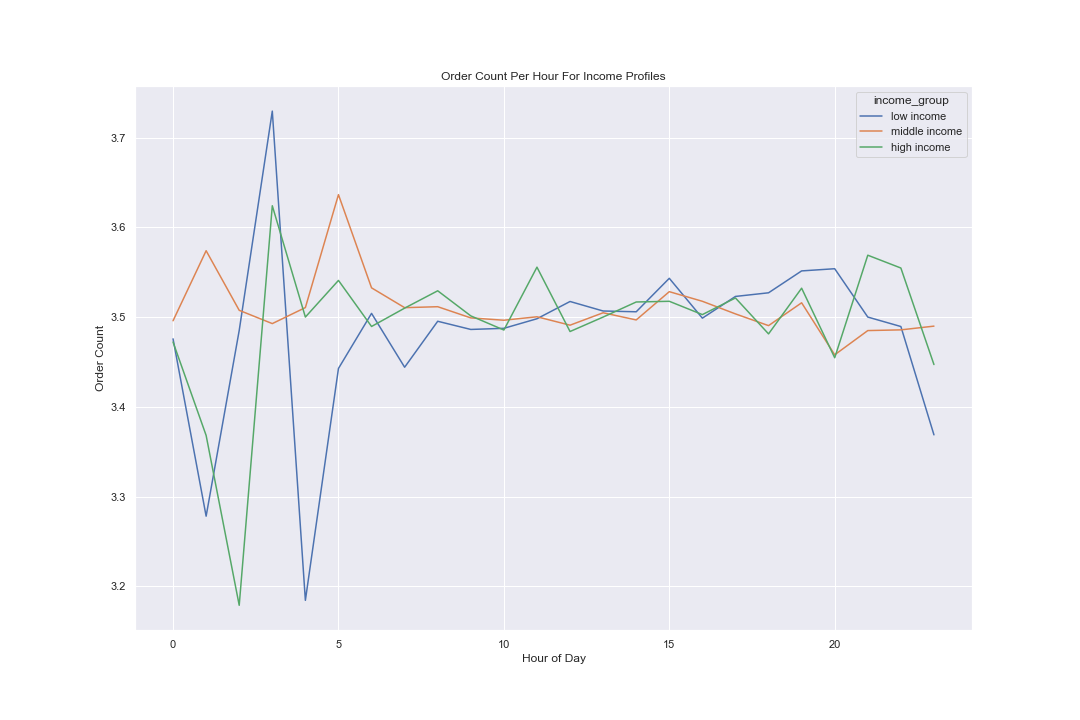 Order Count Per Hour For Income Profiles
income_group
low income
middle income
high income
3.7
3.6
3.5
3.4
3.3
3.2
Order Count
0 5 10 15 20
Hour of Day